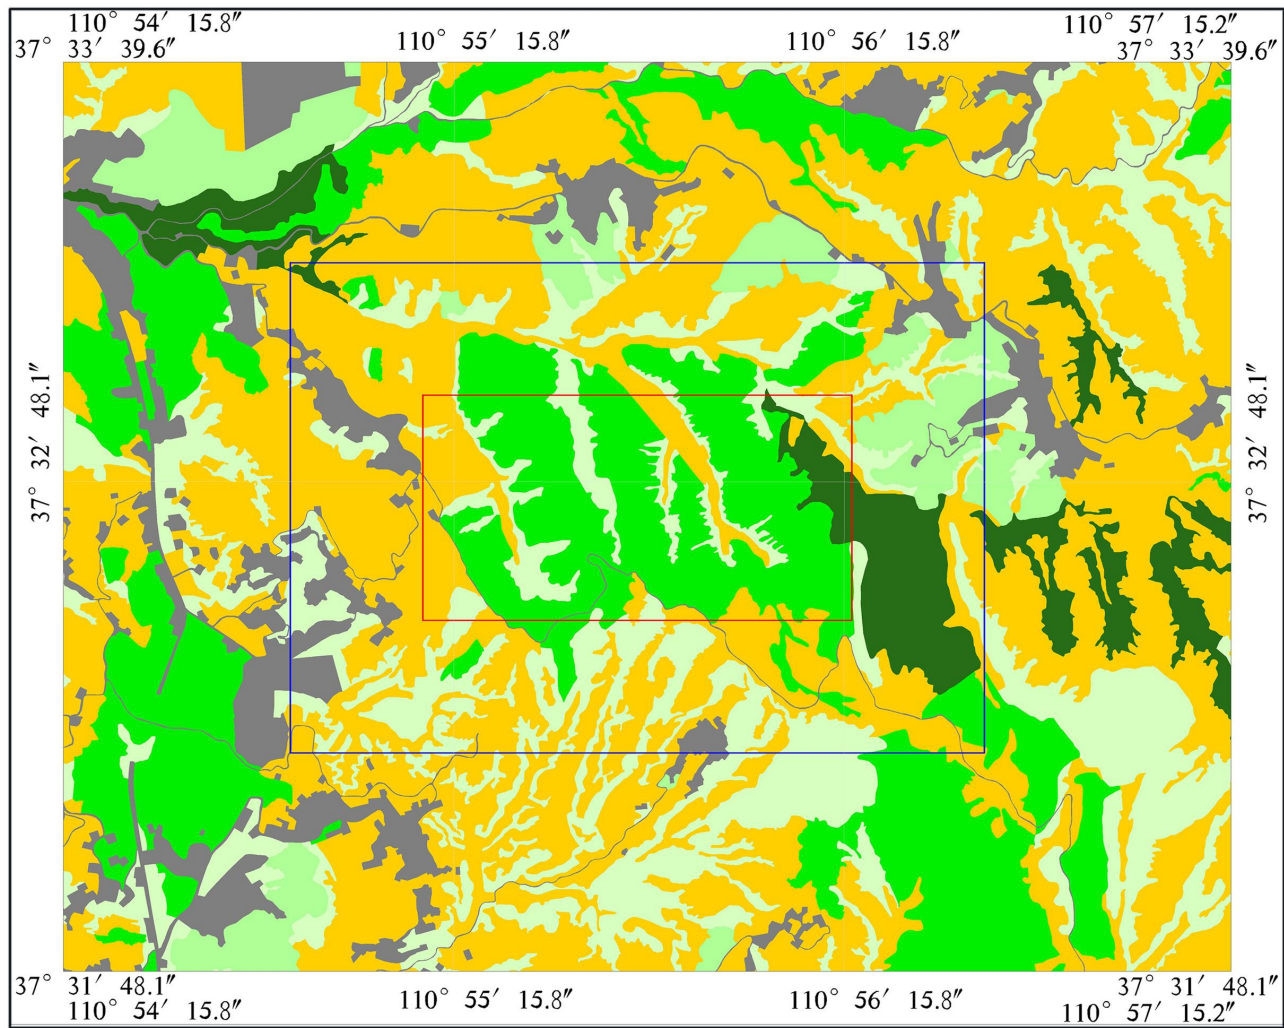 110° 54′ 15.8″
37° 33′ 39.6″
110° 55′ 15.8″
110° 56′ 15.8″
110° 57′ 15.2″
37° 33′ 39.6″
37° 32′ 48.1″
37° 32′ 48.1″
37° 31′ 48.1″
110° 54′ 15.8″
110° 55′ 15.8″
110° 56′ 15.8″
37° 31′ 48.1″
110° 57′ 15.2″